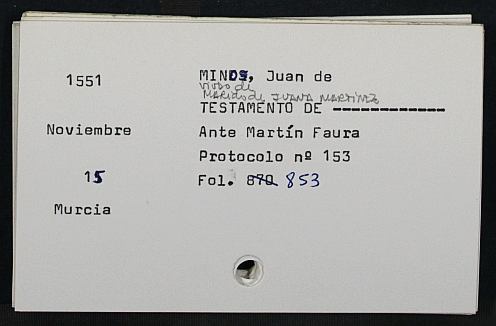 1551
MINOS, Juan de
viudo de
MARIdo de JUANA MARTINEZ
TESTAMENTO DE ------------
Noviembre
Ante Martín Faura
Protocolo nº 153
15
Fol. 870 853
Murcia